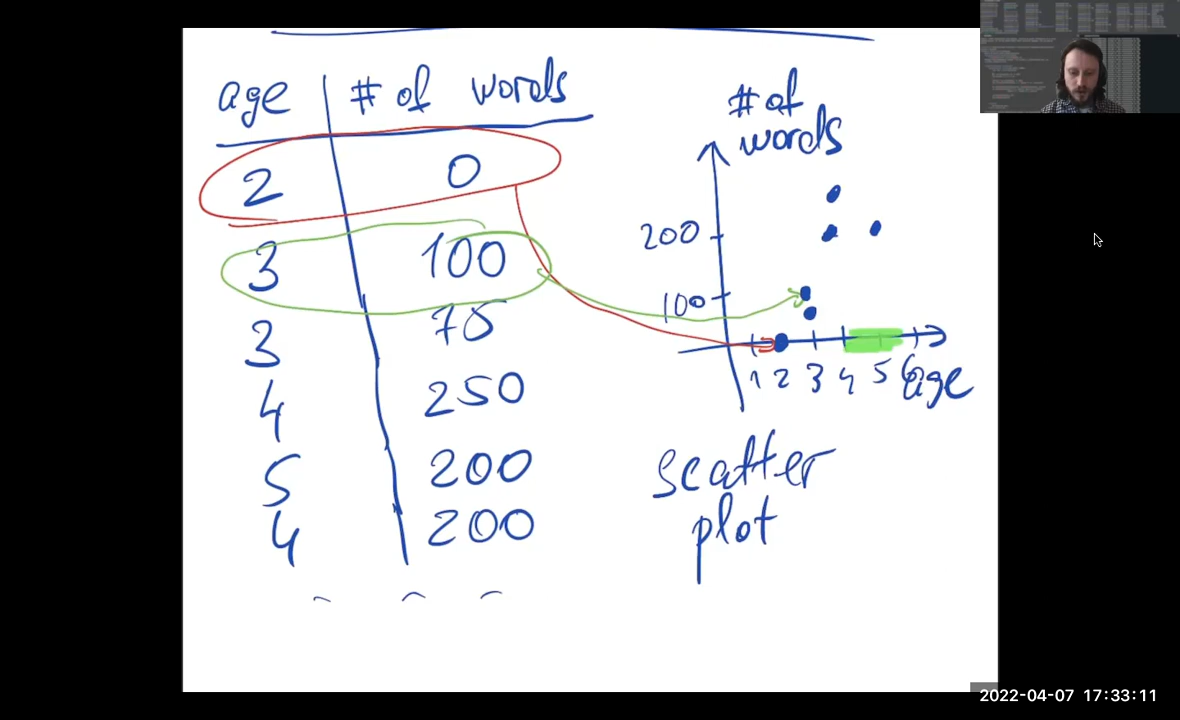 age # of words
2 0
3 100
3 75
4 250
5 200
4 200
# of
words
200
100
1 2 3 4 5 6 age
scatter
plot
2022-04-07 17:33:11